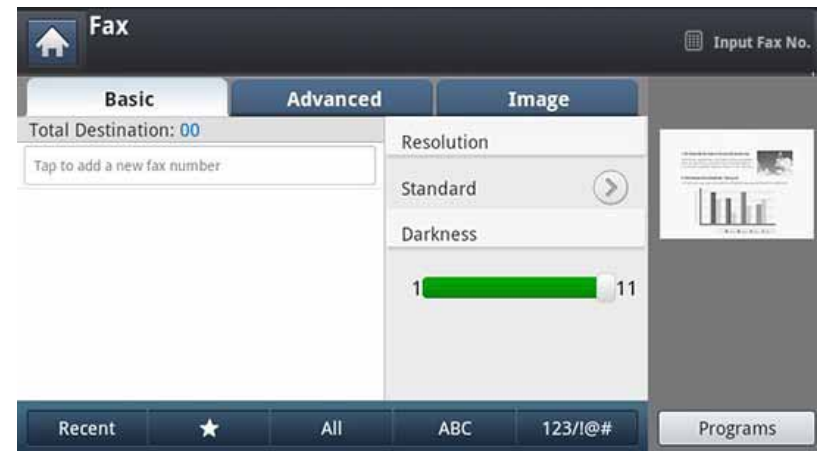 Fax
Input Fax No.
Basic
Advanced
Image
Total Destination: 00
Tap to add a new fax number
Resolution
Standard
Darkness
1
11
Recent
★
All
ABC
123/!@#
Programs